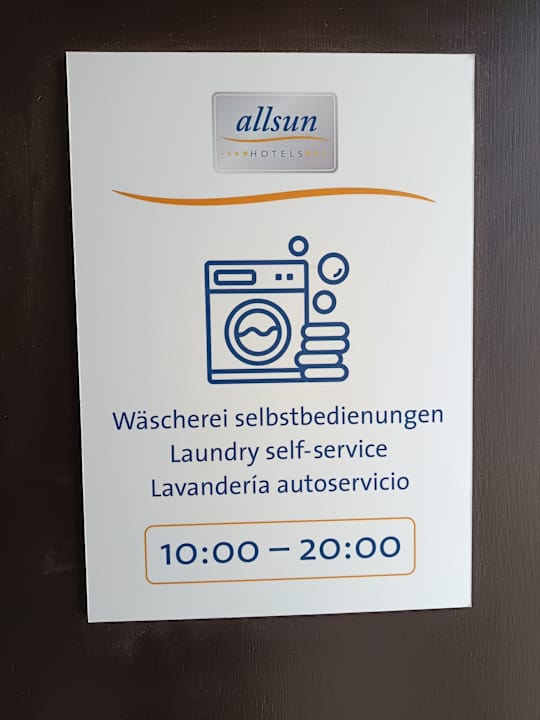 allsun
HOTELS
Wäscherei selbstbedienungen
Laundry self-service
Lavandería autoservicio
10:00 – 20:00